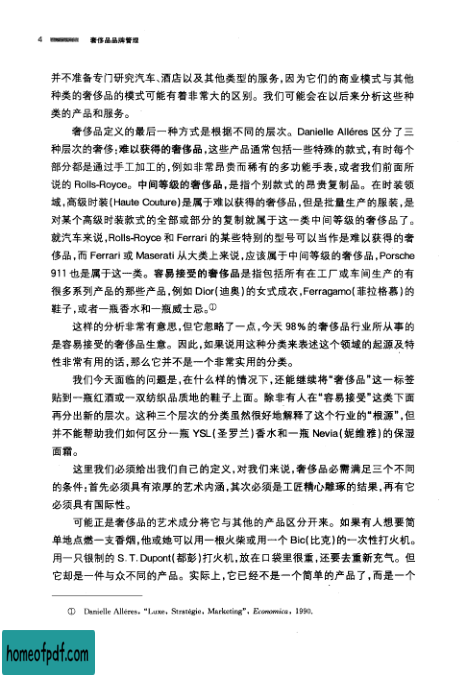 4 奢侈品品牌管理
并不准备专门研究汽车、酒店以及其他类型的服务,因为它们的商业模式与其他
种类的奢侈品的模式可能有着非常大的区别。我们可能会在以后来分析这些种
类的产品和服务。
奢侈品定义的最后一种方式是根据不同的层次。Danielle Alléres 区分了三
种层次的奢侈:难以获得的奢侈品,这些产品通常包括一些特殊的款式,有时每个
部分都是通过手工加工的,例如非常昂贵而稀有的多功能手表,或者我们前面所
说的 Rolls-Royce。中间等级的奢侈品,是指个别款式的昂贵复制品。在时装领
域,高级时装(Haute Couture)是属于难以获得的奢侈品,但是批量生产的服装,是
对某个高级时装款式的全部或部分的复制就属于这一类中间等级的奢侈品了。
就汽车来说,Rolls-Royce 和 Ferrari 的某些特别的型号可以当作是难以获得的奢
侈品,而 Ferrari 或 Maserati 从大类上来说,应该属于中间等级的奢侈品,Porsche
911 也是属于这一类。容易接受的奢侈品是指包括所有在工厂或车间生产的有
很多系列产品的那些产品,例如 Dior(迪奥)的女式成衣,Ferragamo(菲拉格慕)的
鞋子,或者一瓶香水和一瓶威士忌。①
这样的分析非常有意思,但它忽略了一点,今天 98%的奢侈品行业所从事的
是容易接受的奢侈品生意。因此,如果说用这种分类来表述这个领域的起源及特
性非常有用的话,那么它并不是一个非常实用的分类。
我们今天面临的问题是,在什么样的情况下,还能继续将“奢侈品”这一标签
贴到一瓶红酒或一双纺织品质地的鞋子上面。除非有人在“容易接受”这类下面
再分出新的层次。这种三个层次的分类虽然很好地解释了这个行业的“根源”,但
并不能帮助我们如何区分一瓶 YSL(圣罗兰)香水和一瓶 Nevia(妮维雅)的保湿
面霜。
这里我们必须给出我们自己的定义,对我们来说,奢侈品必需满足三个不同
的条件:首先必须具有浓厚的艺术内涵,其次必须是工匠精心雕琢的结果,再有它
必须具有国际性。
可能正是奢侈品的艺术成分将它与其他的产品区分开来。如果有人想要简
单地点燃一支香烟,他或她可以用一根火柴或用一个 Bic(比克)的一次性打火机。
用一只银制的 S. T. Dupont(都彭)打火机,放在口袋里很重,还要去重新充气。但
它却是一件与众不同的产品。实际上,它已经不是一个简单的产品了,而是一个
① Danielle Alléres, “Luxe, Stratégie, Marketing”, Economica, 1990.
homeofpdf.com